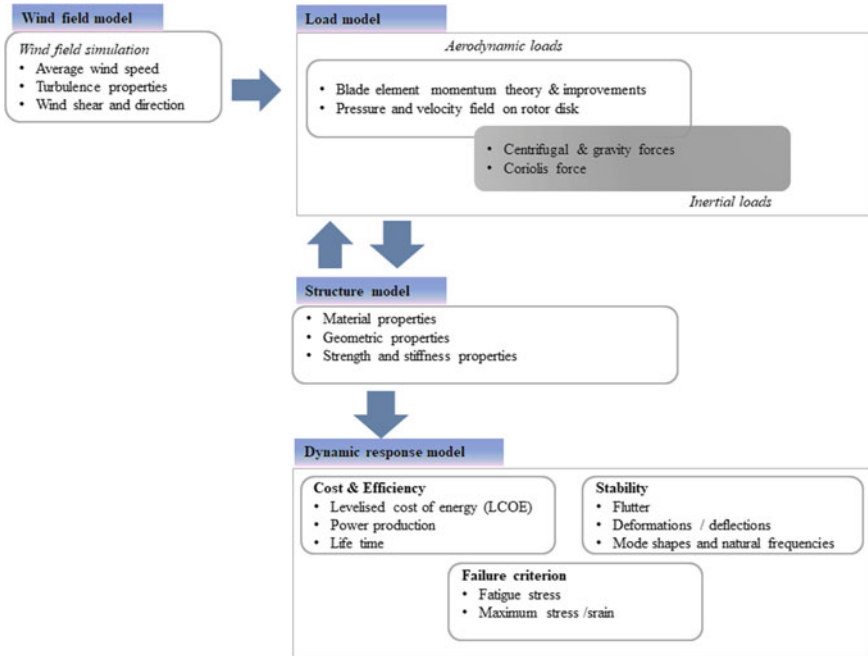 Wind field model
Wind field simulation
• Average wind speed
• Turbulence properties
• Wind shear and direction
Load model
Aerodynamic loads
• Blade element momentum theory & improvements
• Pressure and velocity field on rotor disk
• Centrifugal & gravity forces
• Coriolis force
Inertial loads
Structure model
• Material properties
• Geometric properties
• Strength and stiffness properties
Dynamic response model
Cost & Efficiency
• Levelised cost of energy (LCOE)
• Power production
• Life time
Stability
• Flutter
• Deformations / deflections
• Mode shapes and natural frequencies
Failure criterion
• Fatigue stress
• Maximum stress /srain